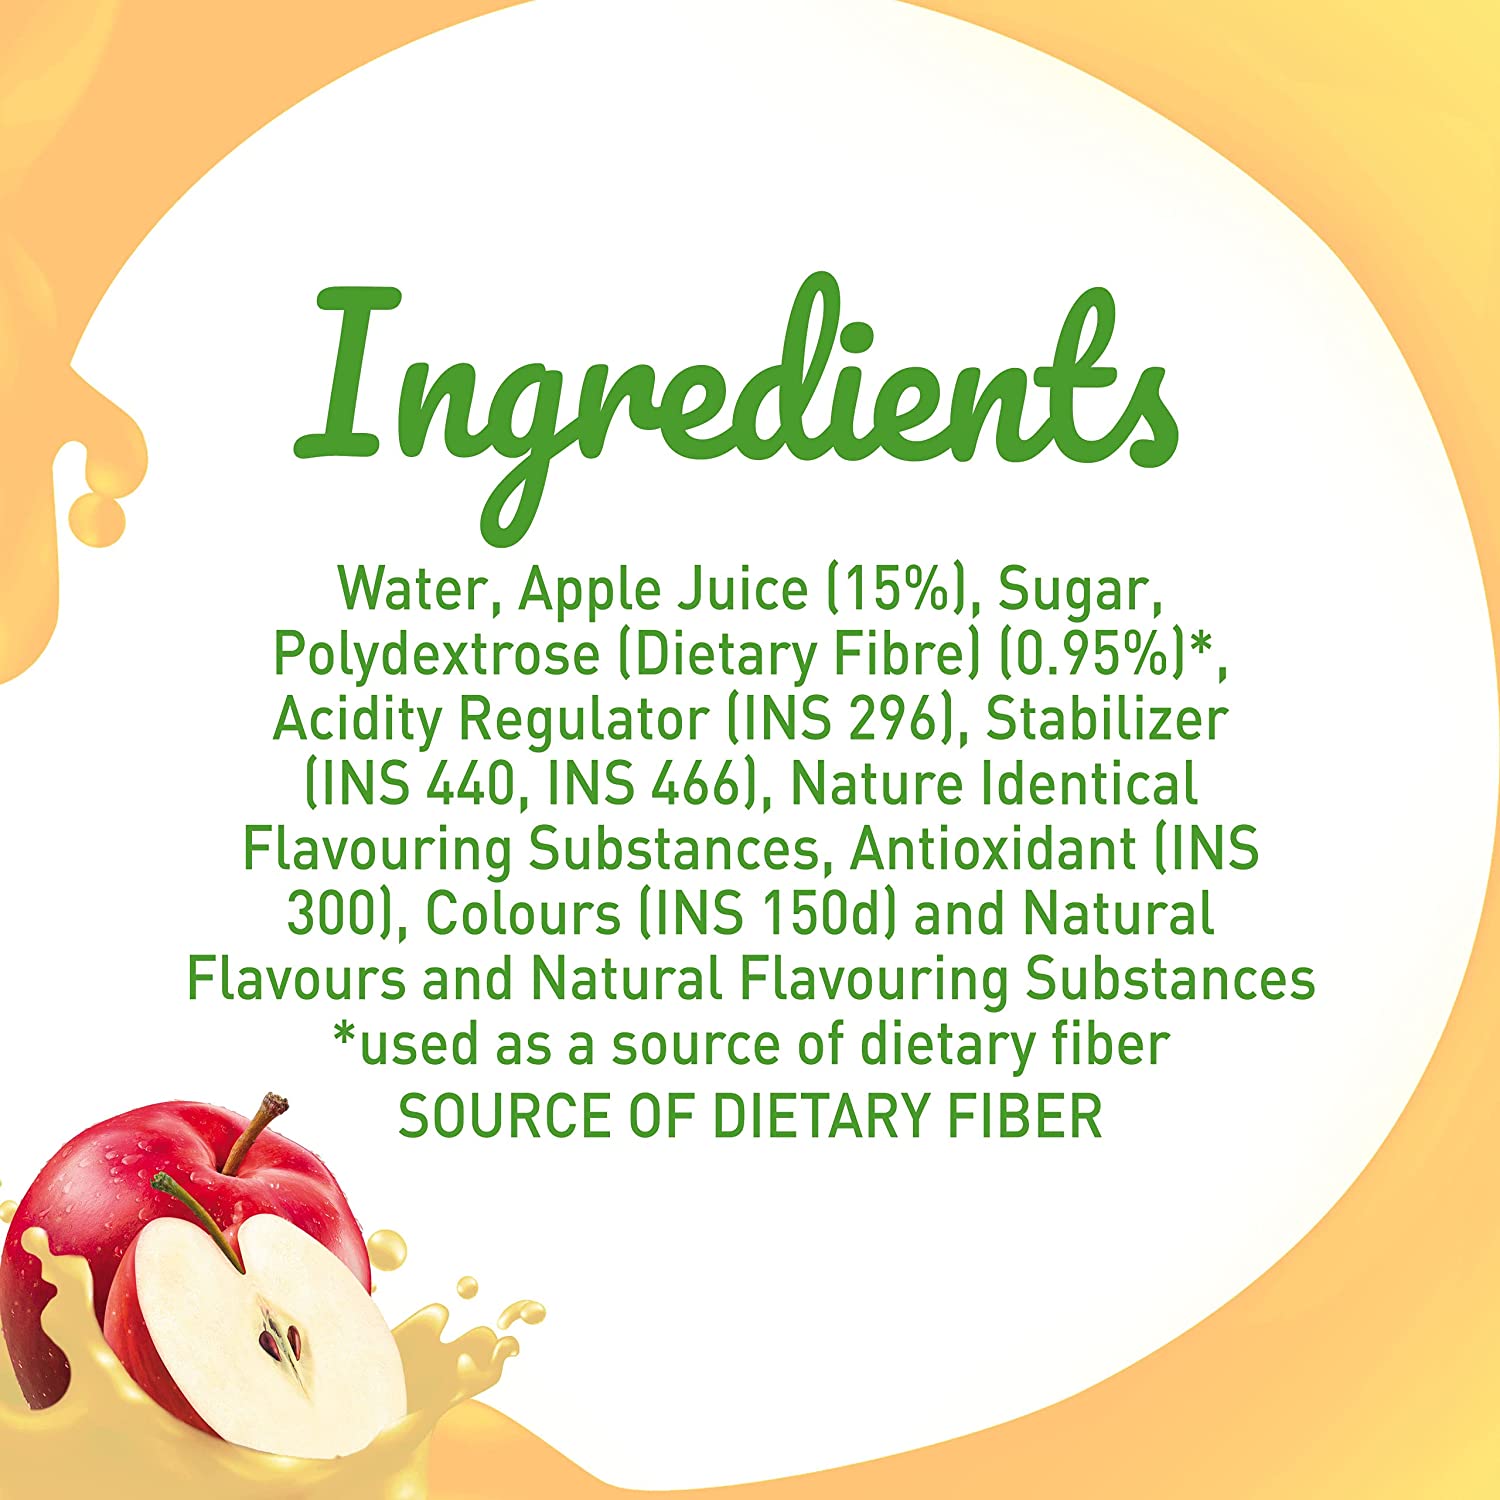 Ingredients
Water, Apple Juice (15%), Sugar,
Polydextrose (Dietary Fibre) (0.95%)*,
Acidity Regulator (INS 296), Stabilizer
(INS 440, INS 466), Nature Identical
Flavouring Substances, Antioxidant (INS
300), Colours (INS 150d) and Natural
Flavours and Natural Flavouring Substances
*used as a source of dietary fiber
SOURCE OF DIETARY FIBER